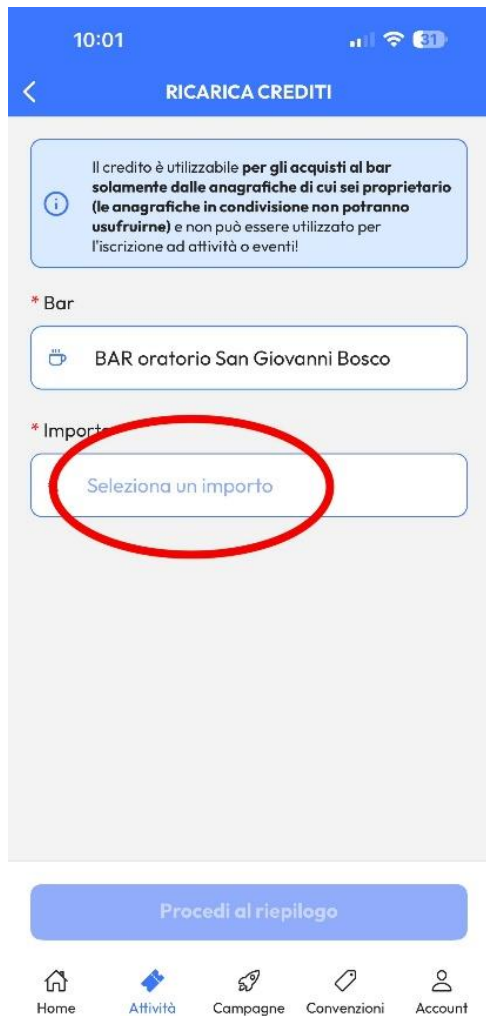 10:01
31
RICARICA CREDITI
Il credito è utilizzabile per gli acquisti al bar
solamente dalle anagrafiche di cui sei proprietario
(le anagrafiche in condivisione non potranno
usufruirne) e non può essere utilizzato per
l'iscrizione ad attività o eventi!
* Bar
BAR oratorio San Giovanni Bosco
* Importo
Seleziona un importo
Procedi al riepilogo
Home Attività Campagne Convenzioni Account